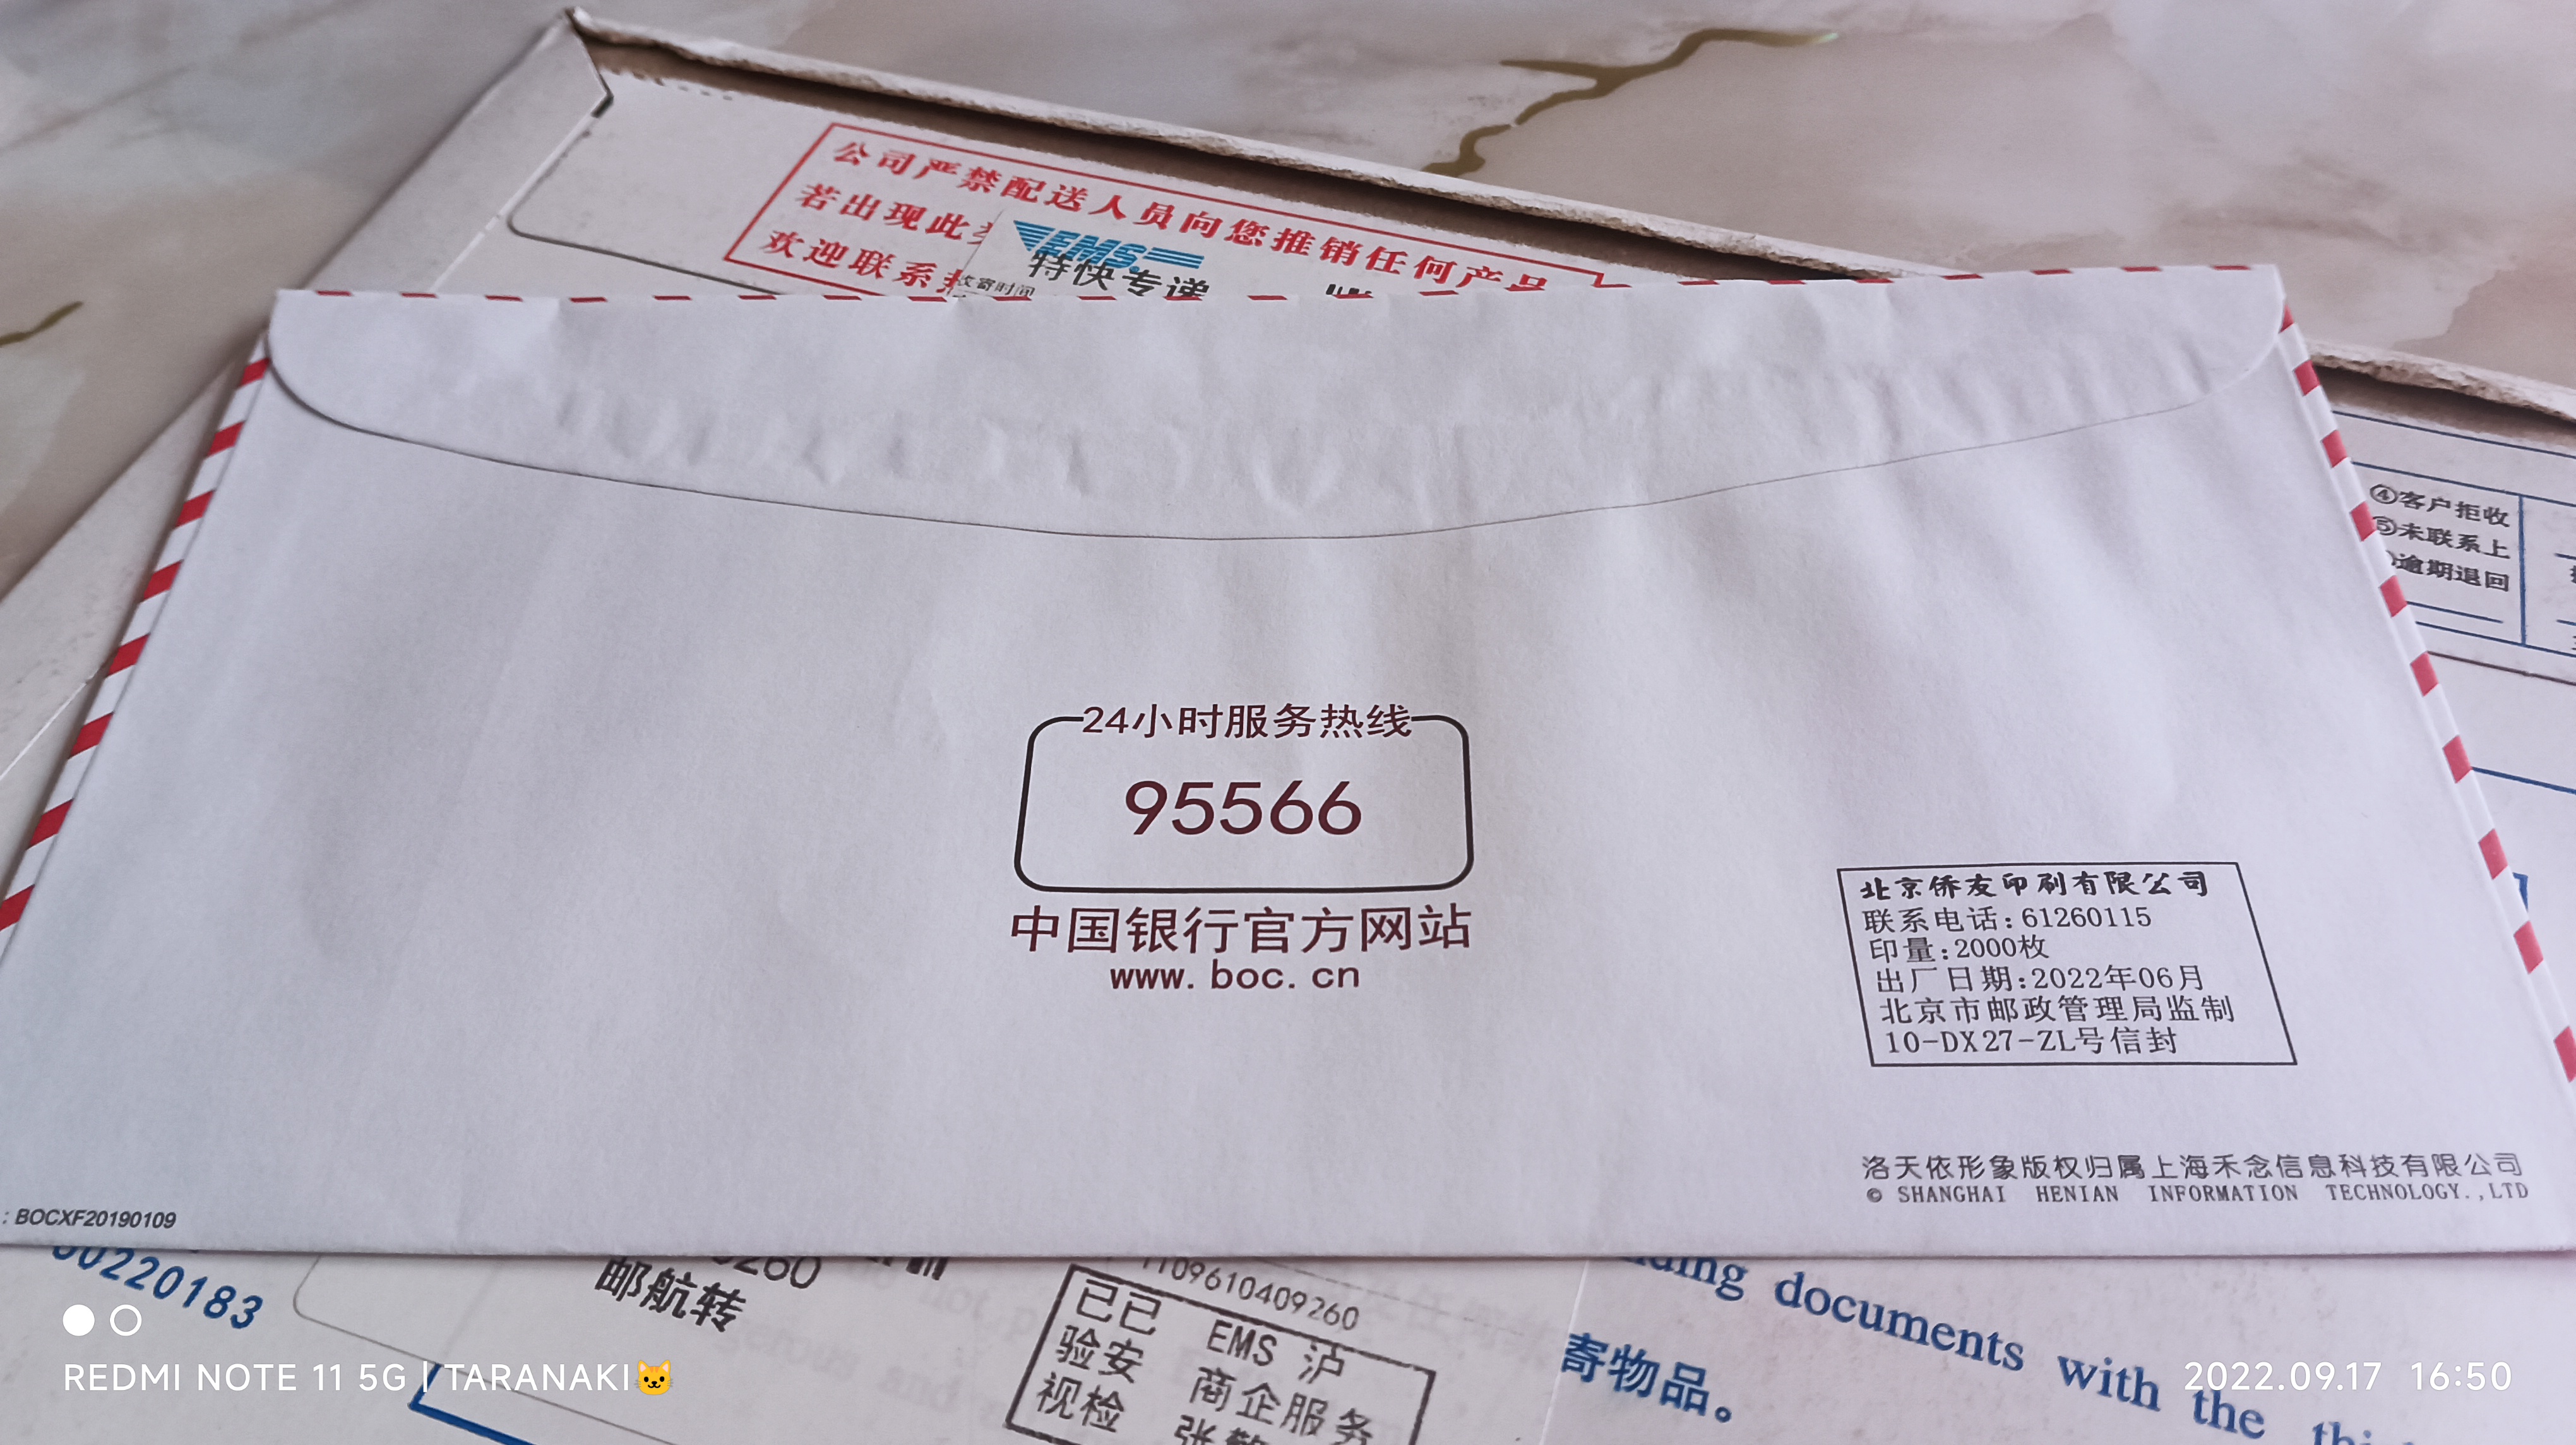 公司严禁配送人员向您推销任何产品
若出现此
欢迎联系
EMS
特快专递
收寄时间
④客户拒收
⑤未联系上
逾期退回
24小时服务热线
95566
中国银行官方网站
www.boc.cn
北京侨友印刷有限公司
联系电话:61260115
印量:2000枚
出厂日期:2022年06月
北京市邮政管理局监制
10-DX27-ZL号信封
洛天依形象版权归属上海禾念信息科技有限公司
© SHANGHAI HENIAN INFORMATION TECHNOLOGY.,LTD
: BOCXF20190109
00220183
邮航转
1109610409260
已已 EMS 沪
验安 商企服务
视检 张
documents with the
寄物品。
REDMI NOTE 11 5G | TARANAKI🐱
2022.09.17 16:50